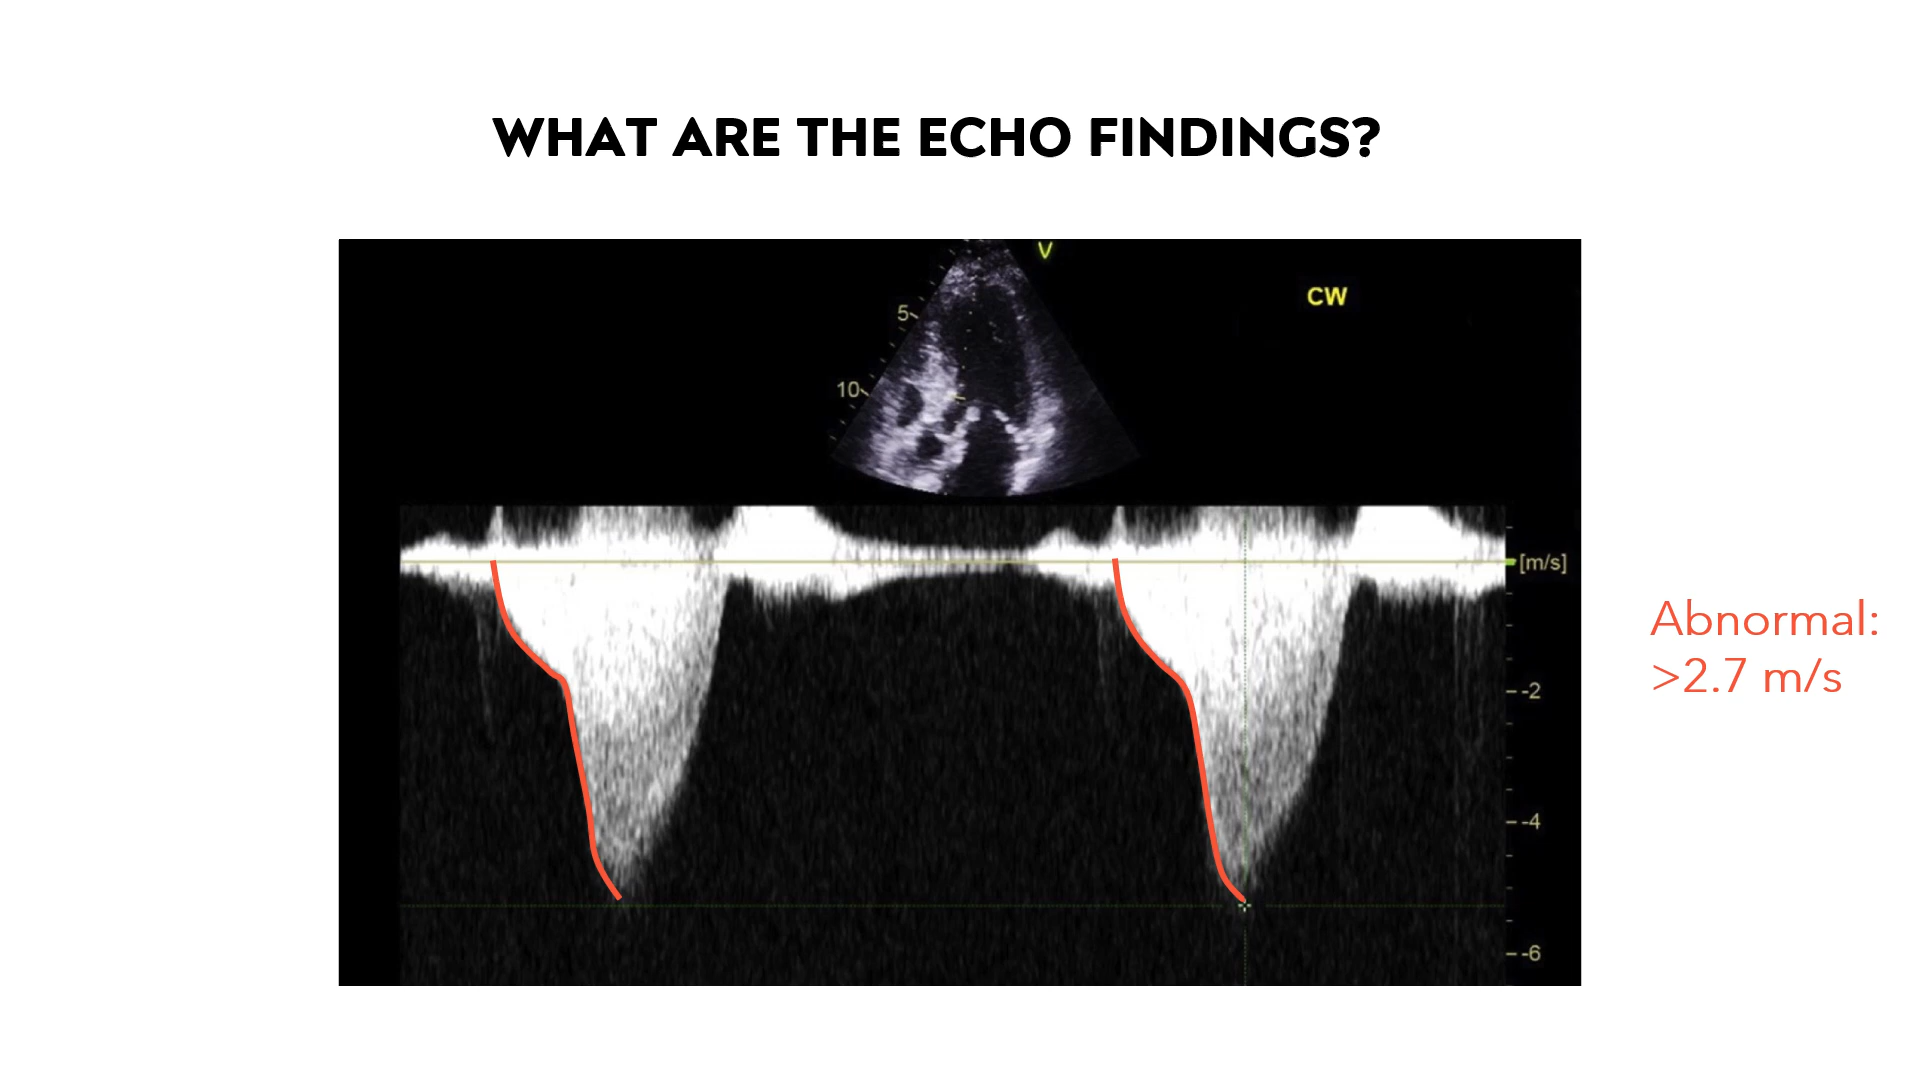 WHAT ARE THE ECHO FINDINGS?
V
CW
5
10
[m/s]
Abnormal:
>2.7 m/s
-2
-4
-6